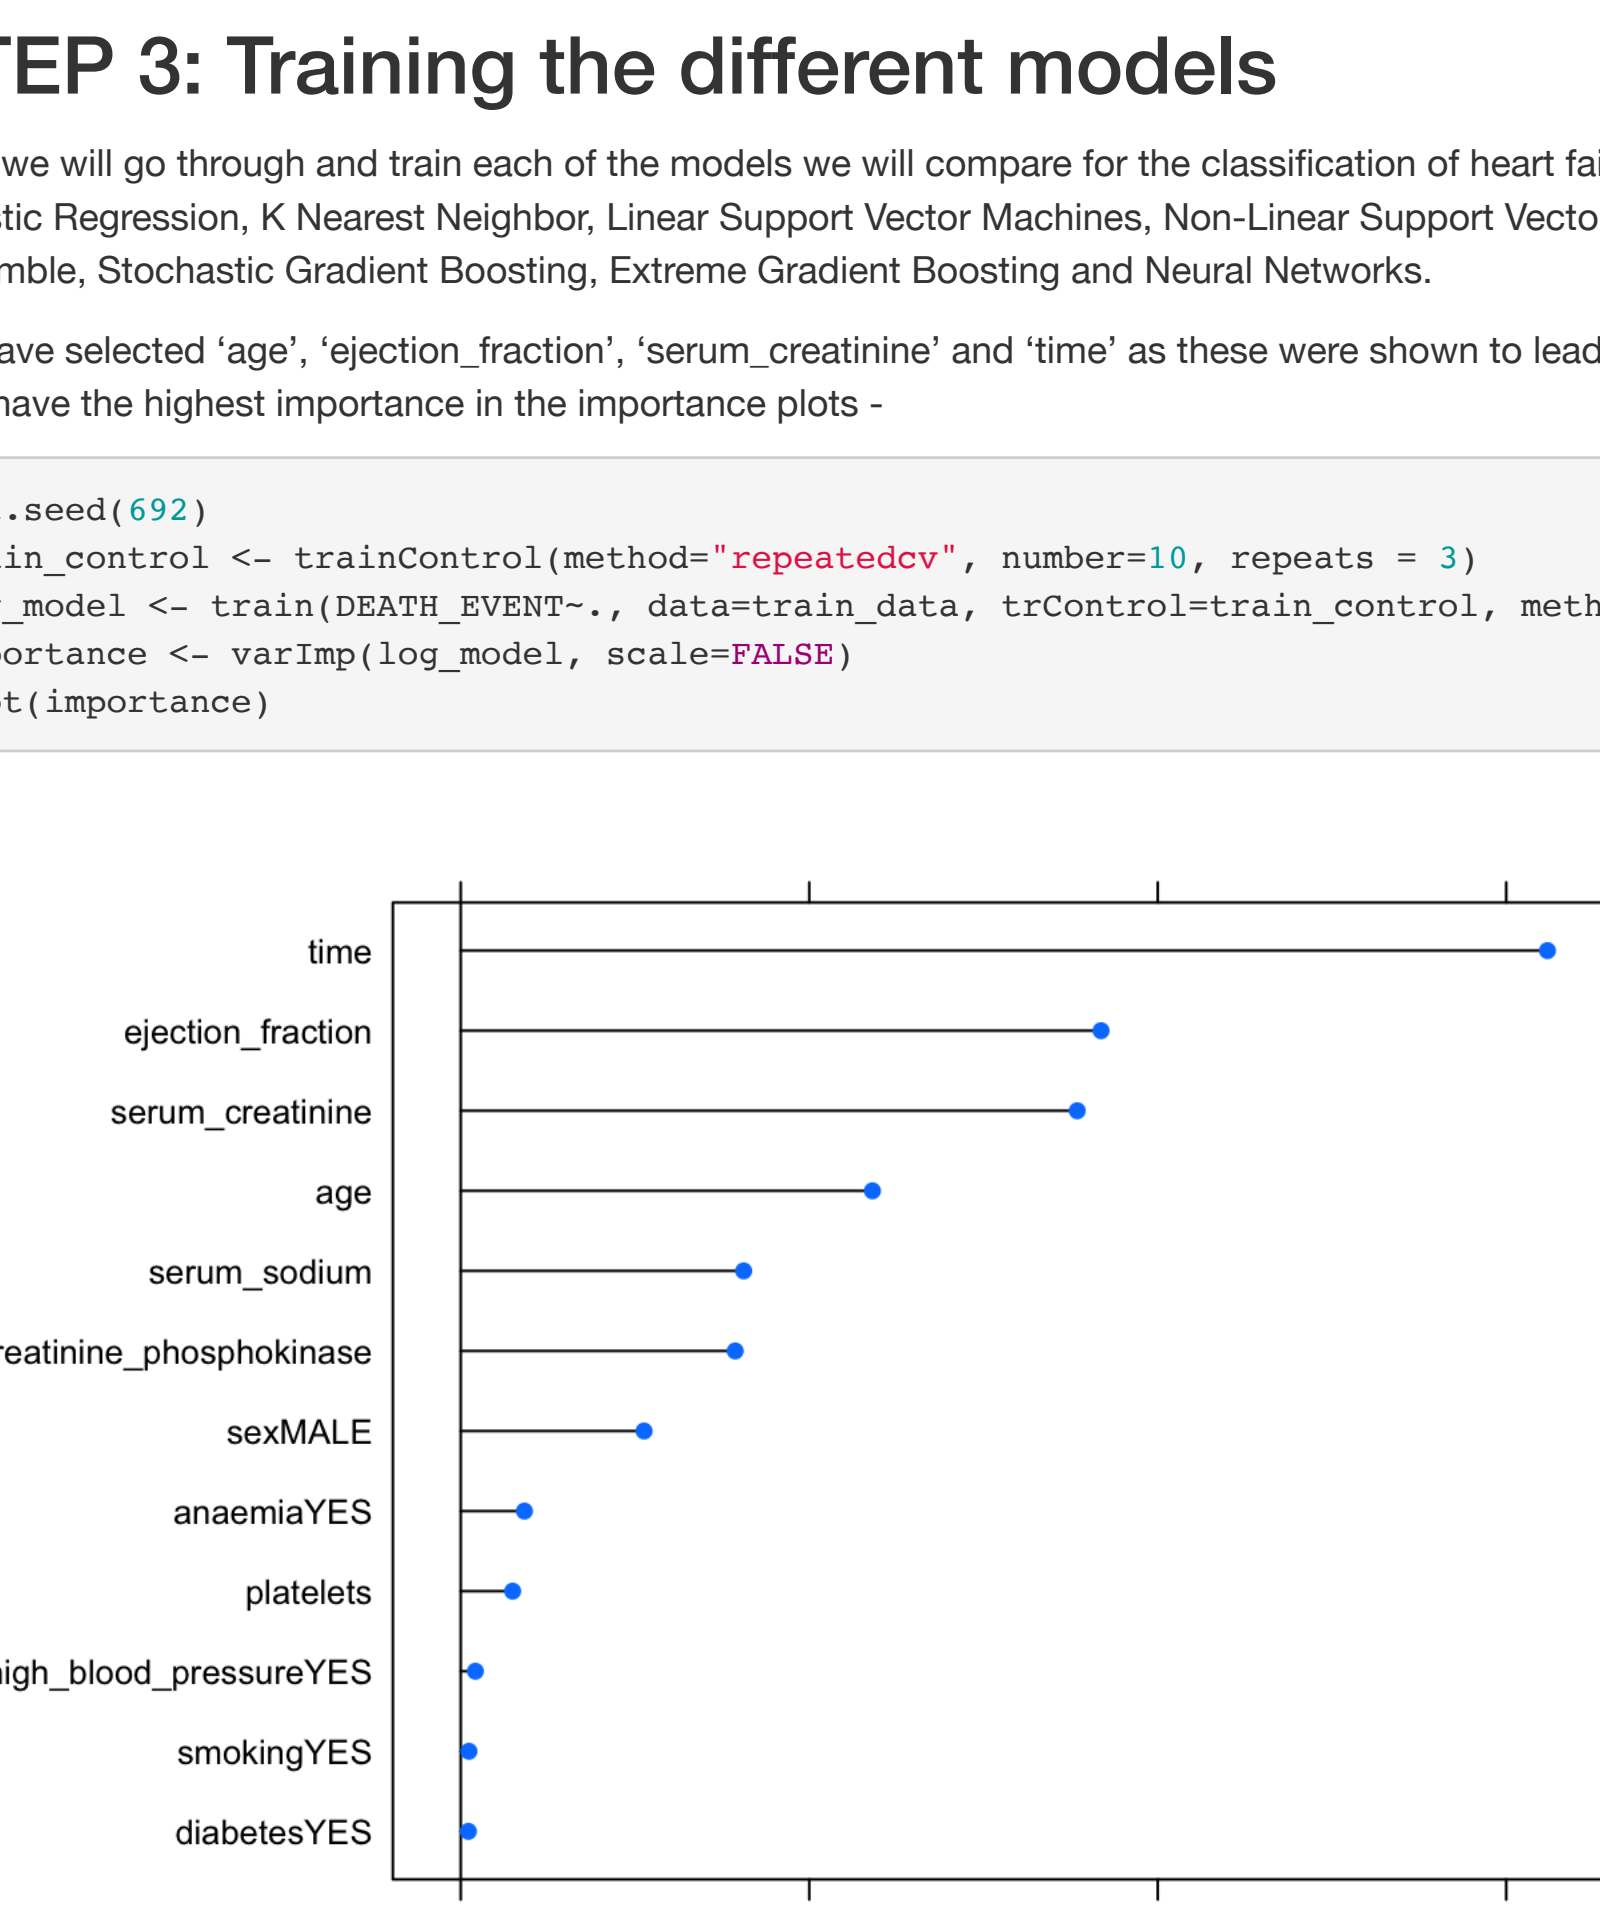 TEP 3: Training the different models
we will go through and train each of the models we will compare for the classification of heart fai
stic Regression, K Nearest Neighbor, Linear Support Vector Machines, Non-Linear Support Vecto
mble, Stochastic Gradient Boosting, Extreme Gradient Boosting and Neural Networks.
ave selected ‘age’, ‘ejection_fraction’, ‘serum_creatinine’ and ‘time’ as these were shown to lead
have the highest importance in the importance plots -
.seed(692)
in_control <- trainControl(method="repeatedcv", number=10, repeats = 3)
_model <- train(DEATH_EVENT~., data=train_data, trControl=train_control, meth
ortance <- varImp(log_model, scale=FALSE)
ot(importance)
time
ejection_fraction
serum_creatinine
age
serum_sodium
reatinine_phosphokinase
sexMALE
anaemiaYES
platelets
high_blood_pressureYES
smokingYES
diabetesYES